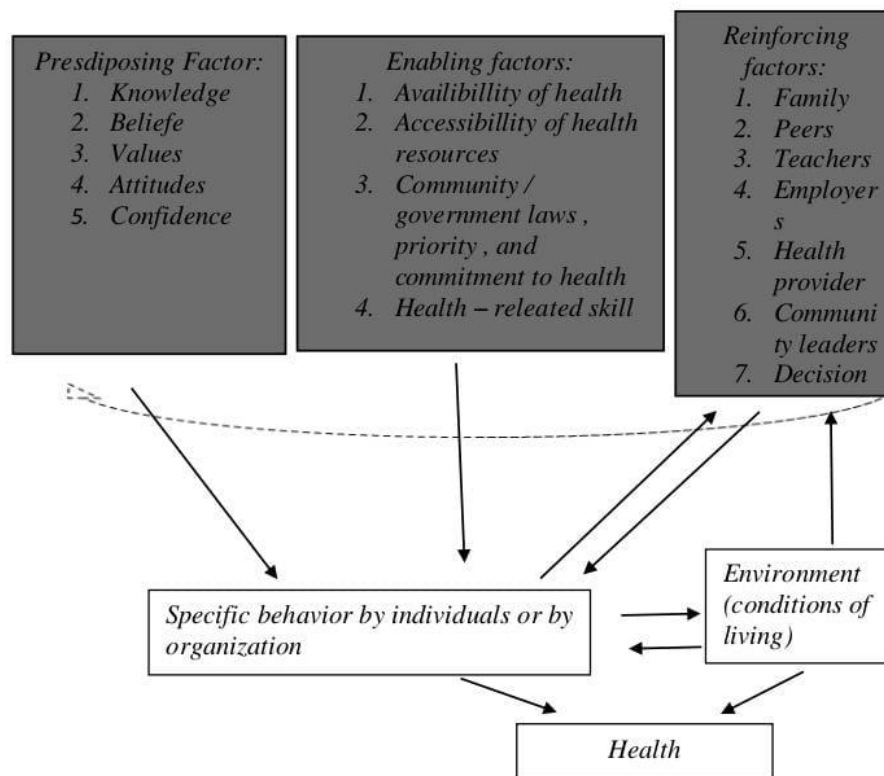 Presdiposing Factor:
1. Knowledge
2. Beliefe
3. Values
4. Attitudes
5. Confidence
Enabling factors:
1. Availibillity of health
2. Accessibillity of health
resources
3. Community /
government laws ,
priority , and
commitment to health
4. Health – releated skill
Reinforcing
factors:
1. Family
2. Peers
3. Teachers
4. Employer
s
5. Health
provider
6. Communi
ty leaders
7. Decision
Specific behavior by individuals or by
organization
Environment
(conditions of
living)
Health